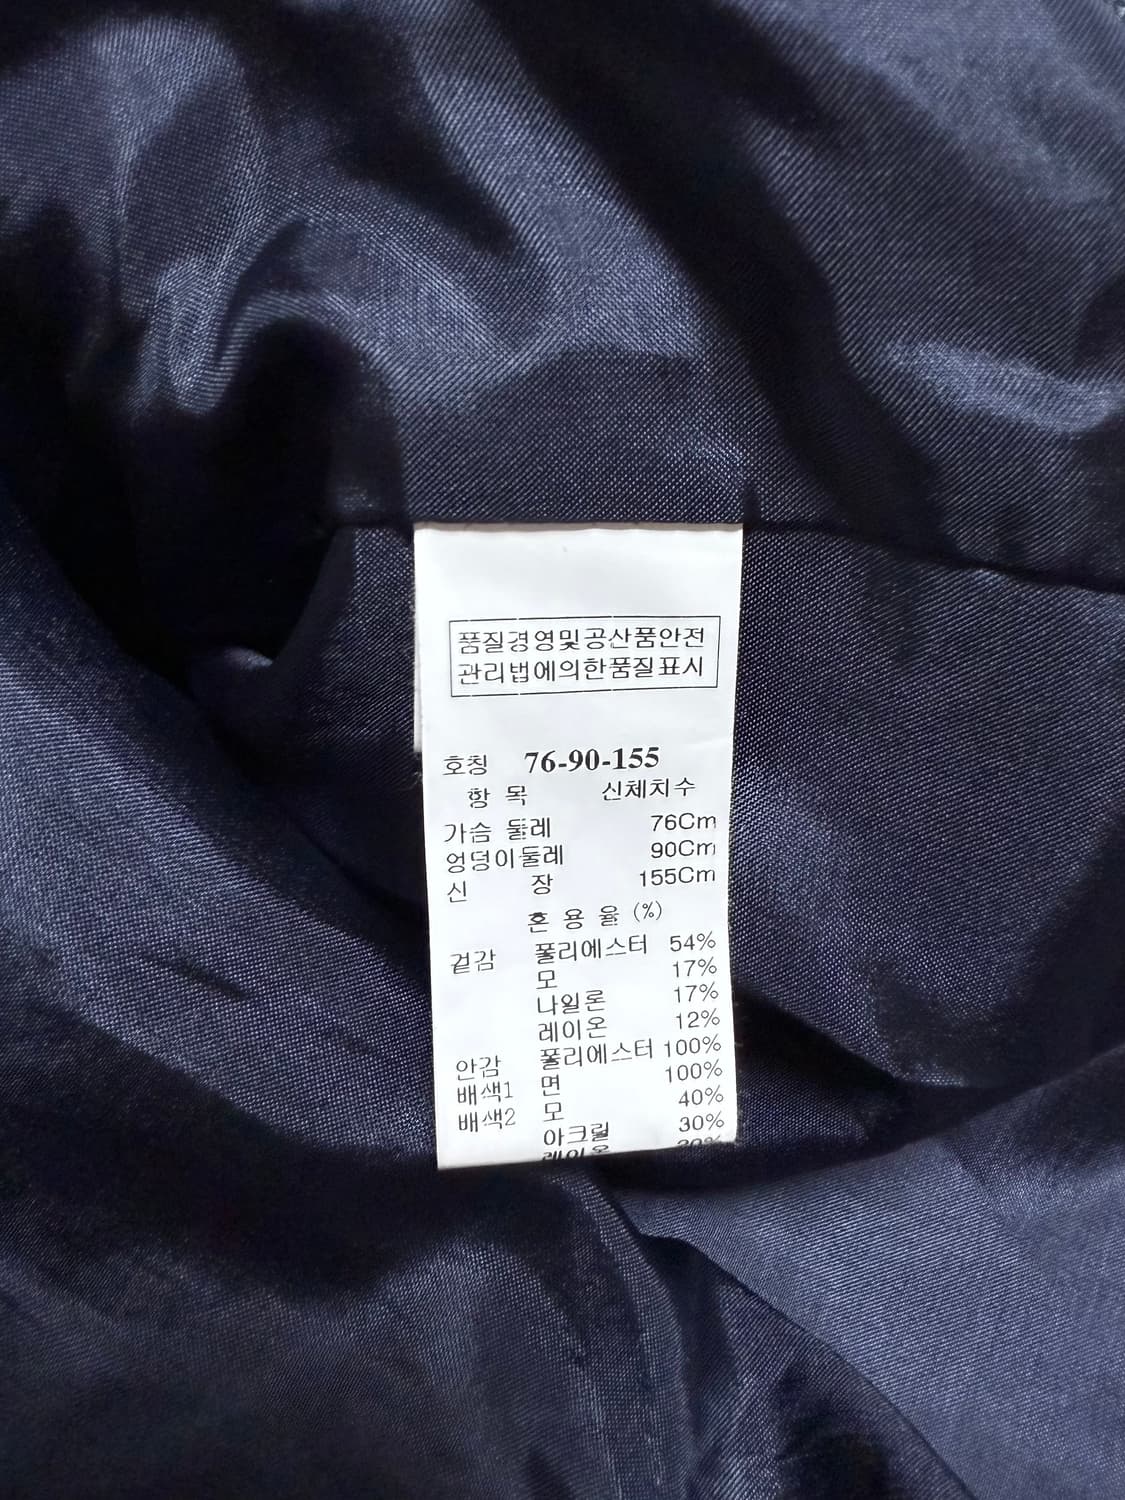 품질경영및공산품안전
관리법에의한품질표시
호칭 76-90-155
항 목 신체치수
가슴 둘레 76Cm
엉덩이둘레 90Cm
신 장 155Cm
혼 용 율 (%)
겉감 폴리에스터 54%
모 17%
나일론 17%
레이온 12%
안감 폴리에스터 100%
배색1 면 100%
배색2 모 40%
아크릴 30%
레이온 30%